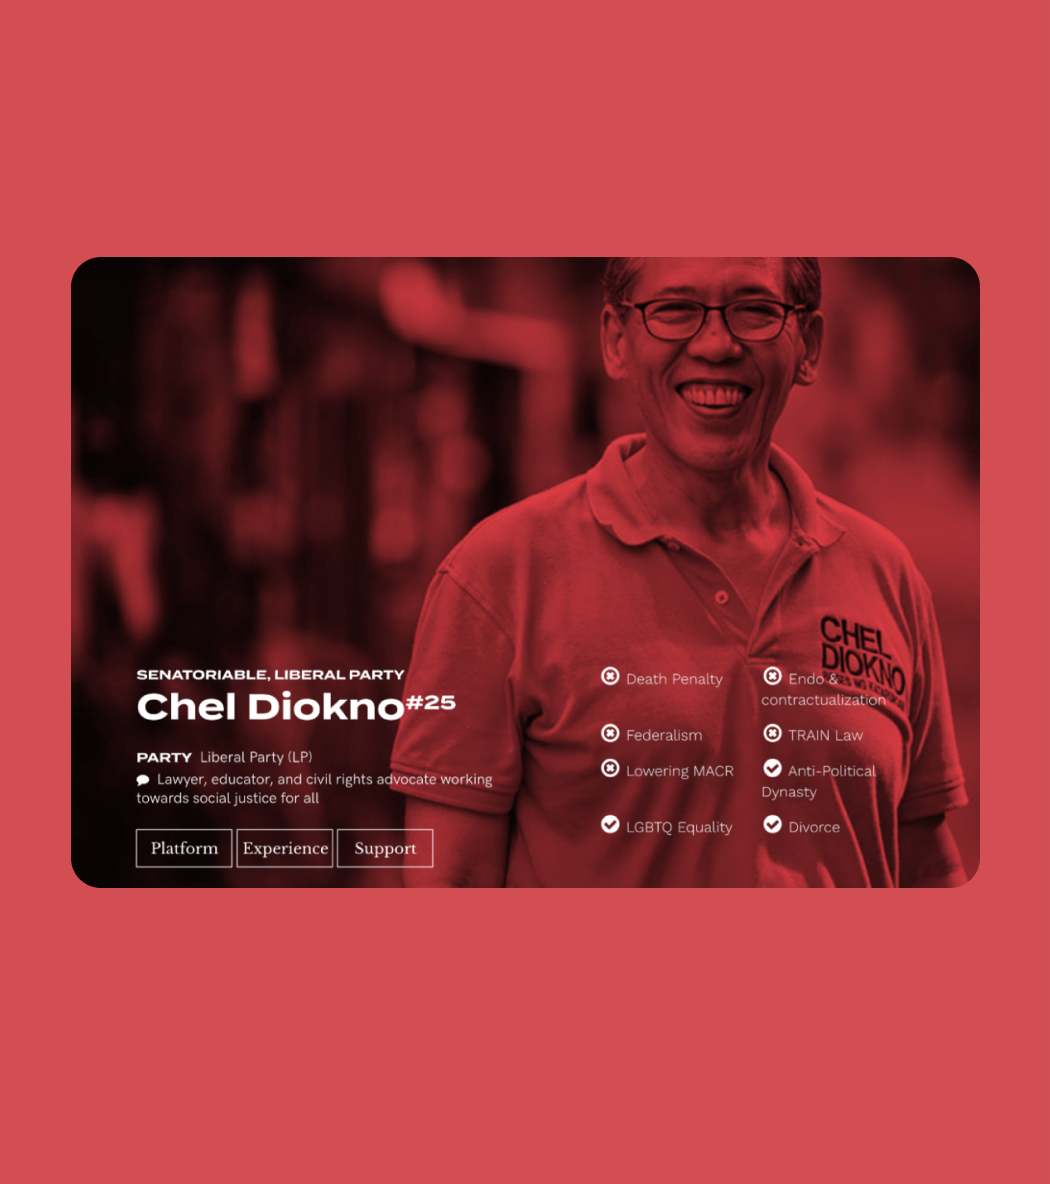 SENATORIABLE, LIBERAL PARTY
Chel Diokno#25
PARTY Liberal Party (LP)
Lawyer, educator, and civil rights advocate working
towards social justice for all
Platform
Experience
Support
Death Penalty
Endo &
contractualization
Federalism
TRAIN Law
Lowering MACR
Anti-Political
Dynasty
LGBTQ Equality
Divorce
CHEL
DIOKNO